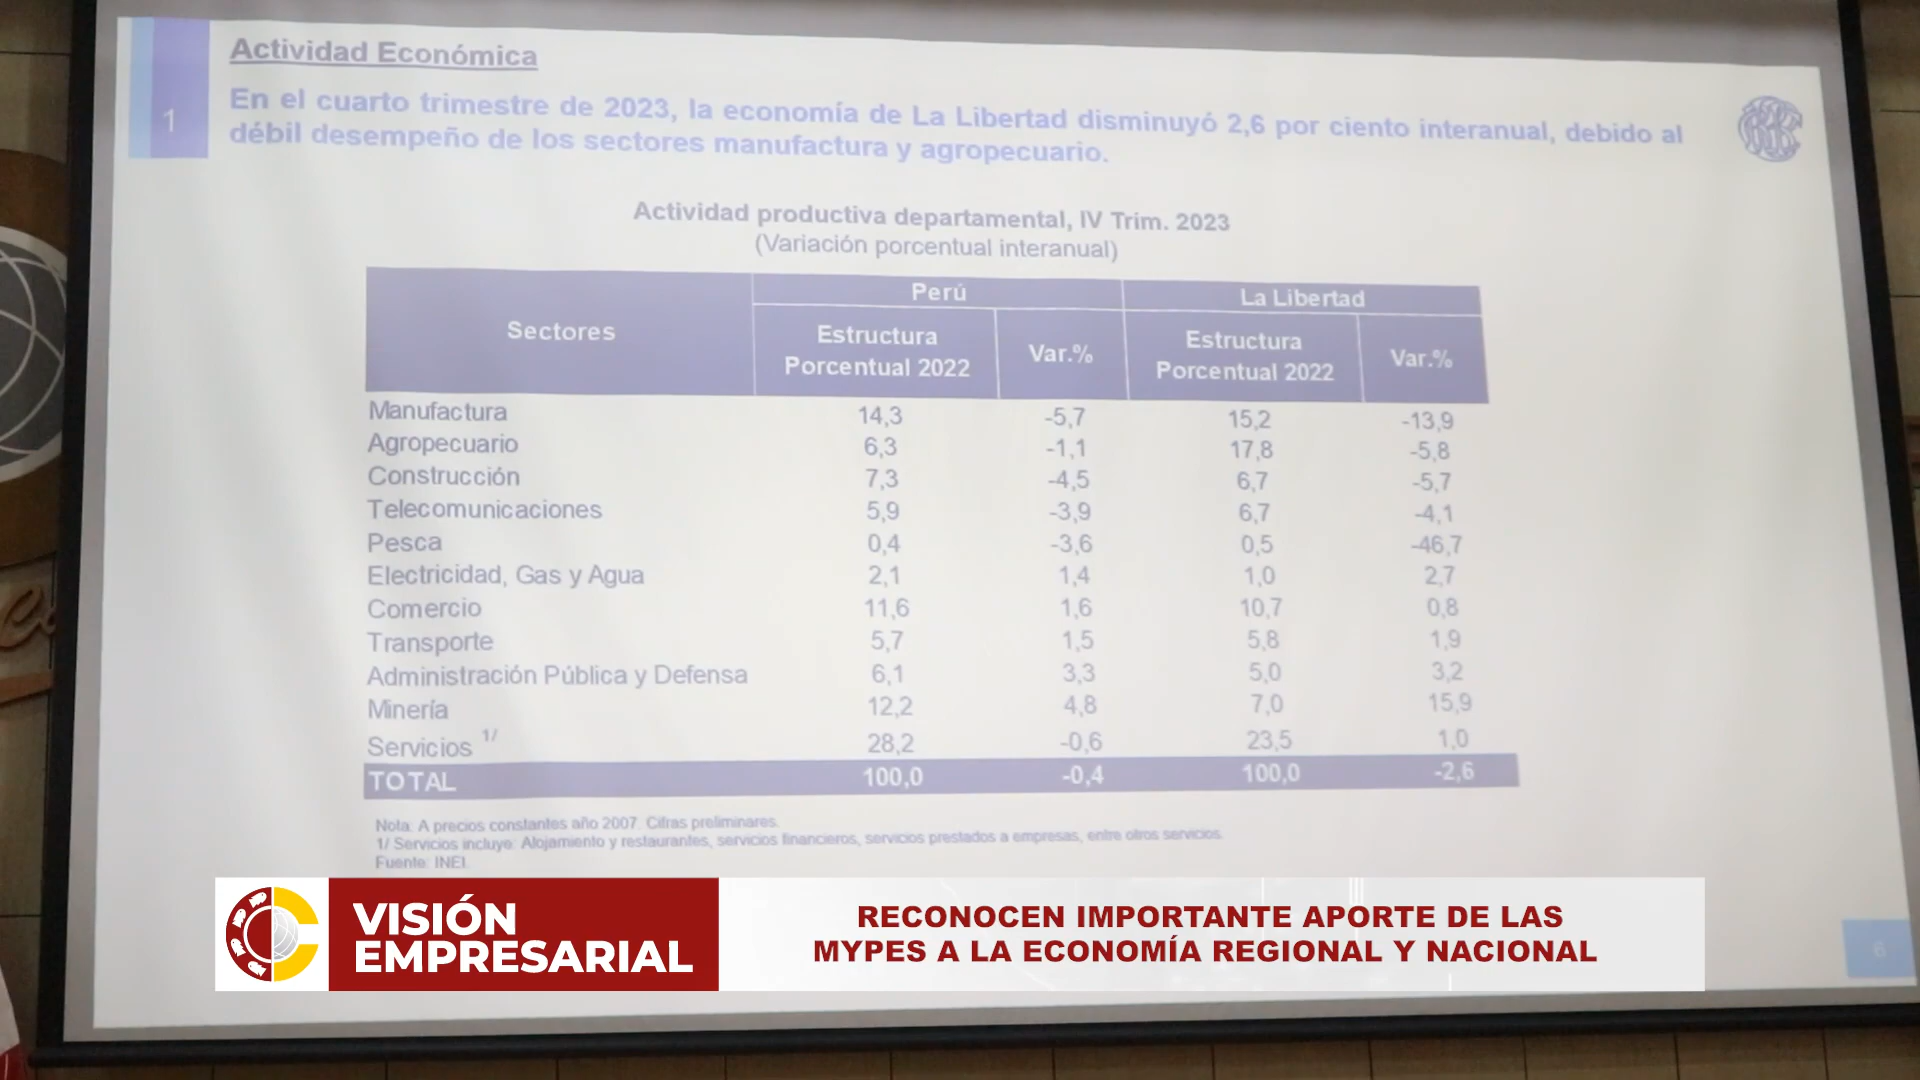 1
Actividad Económica
En el cuarto trimestre de 2023, la economía de La Libertad disminuyó 2,6 por ciento interanual, debido al
débil desempeño de los sectores manufactura y agropecuario.
Actividad productiva departamental, IV Trim. 2023
(Variación porcentual interanual)
Sectores Perú La Libertad
Estructura Porcentual 2022 Var.% Estructura Porcentual 2022 Var.%
Manufactura 14,3 -5,7 15,2 -13,9
Agropecuario 6,3 -1,1 17,8 -5,8
Construcción 7,3 -4,5 6,7 -5,7
Telecomunicaciones 5,9 -3,9 6,7 -4,1
Pesca 0,4 -3,6 0,5 -46,7
Electricidad, Gas y Agua 2,1 1,4 1,0 2,7
Comercio 11,6 1,6 10,7 0,8
Transporte 5,7 1,5 5,8 1,9
Administración Pública y Defensa 6,1 3,3 5,0 3,2
Minería 12,2 4,8 7,0 15,9
Servicios 1/ 28,2 -0,6 23,5 1,0
TOTAL 100,0 -0,4 100,0 -2,6
Nota: A precios constantes año 2007. Cifras preliminares.
1/ Servicios incluye: Alojamiento y restaurantes, servicios financieros, servicios prestados a empresas, entre otros servicios.
Fuente: INEI.
VISIÓN
EMPRESARIAL
RECONOCEN IMPORTANTE APORTE DE LAS
MYPES A LA ECONOMÍA REGIONAL Y NACIONAL
6